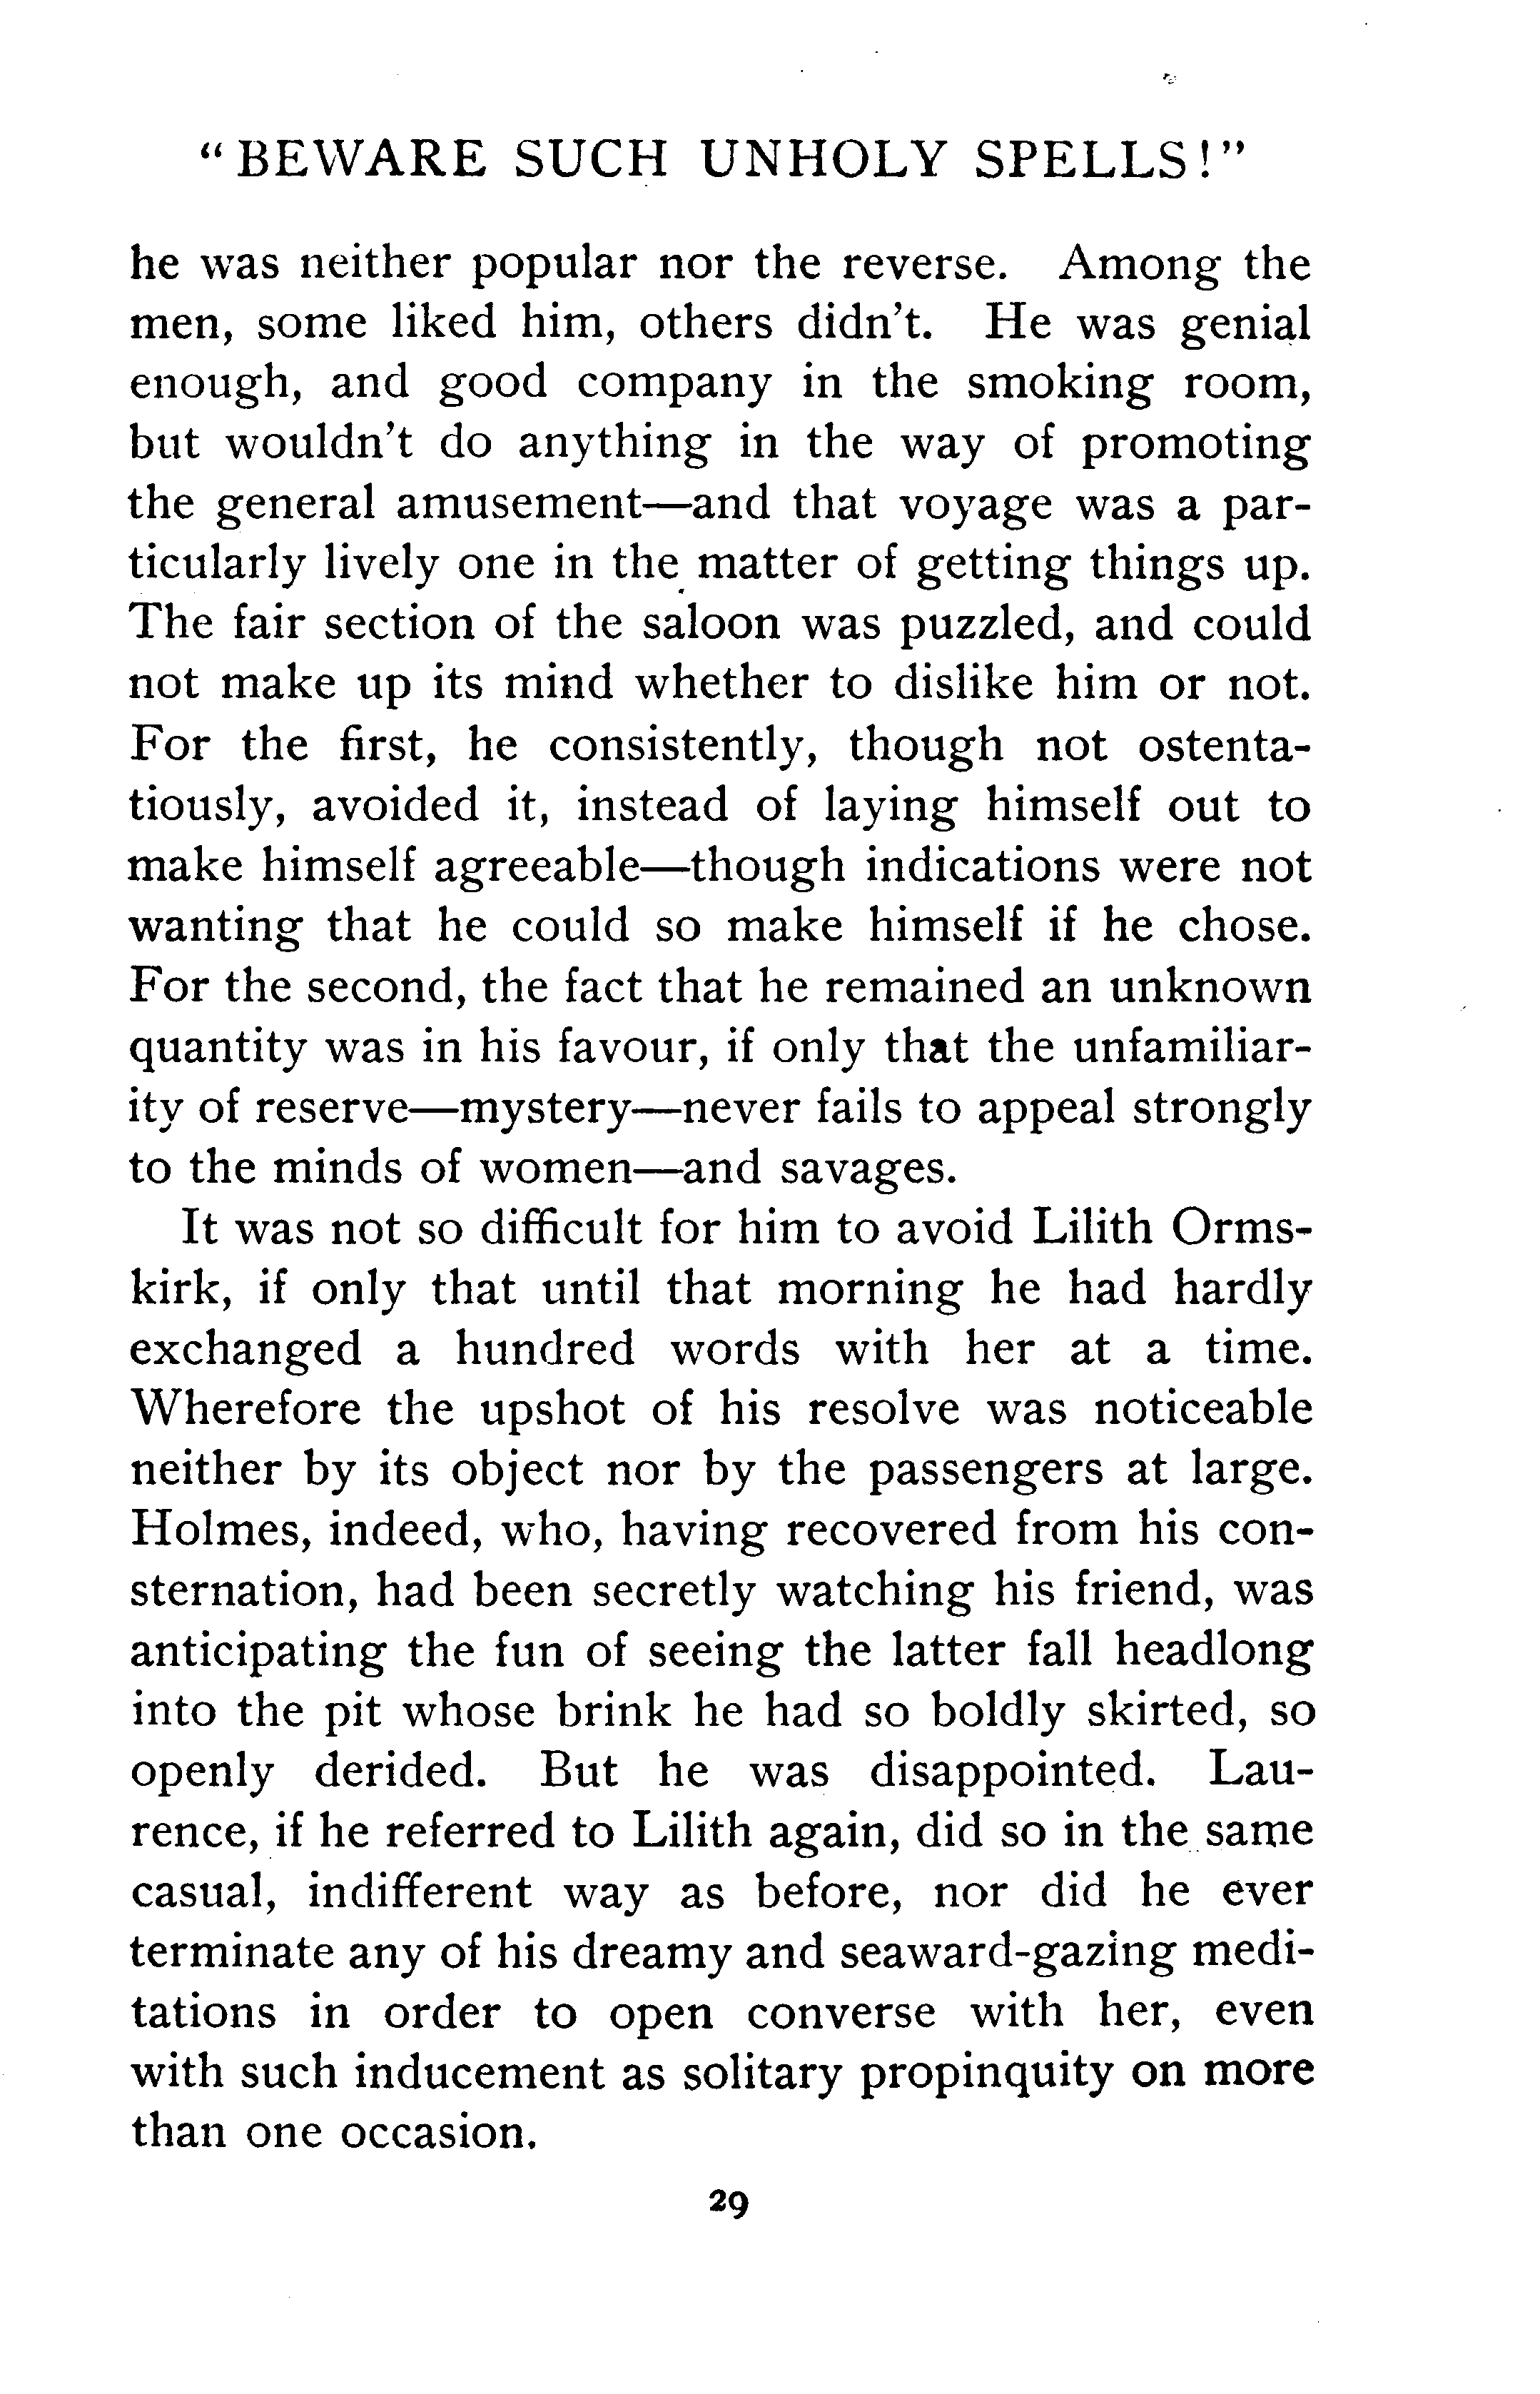 "BEWARE SUCH UNHOLY SPELLS!"
he was neither popular nor the reverse. Among the
men, some liked him, others didn't. He was genial
enough, and good company in the smoking room,
but wouldn't do anything in the way of promoting
the general amusement—and that voyage was a par-
ticularly lively one in the matter of getting things up.
The fair section of the saloon was puzzled, and could
not make up its mind whether to dislike him or not.
For the first, he consistently, though not ostenta-
tiously, avoided it, instead of laying himself out to
make himself agreeable—though indications were not
wanting that he could so make himself if he chose.
For the second, the fact that he remained an unknown
quantity was in his favour, if only that the unfamiliar-
ity of reserve—mystery—never fails to appeal strongly
to the minds of women—and savages.
It was not so difficult for him to avoid Lilith Orms-
kirk, if only that until that morning he had hardly
exchanged a hundred words with her at a time.
Wherefore the upshot of his resolve was noticeable
neither by its object nor by the passengers at large.
Holmes, indeed, who, having recovered from his con-
sternation, had been secretly watching his friend, was
anticipating the fun of seeing the latter fall headlong
into the pit whose brink he had so boldly skirted, so
openly derided. But he was disappointed. Lau-
rence, if he referred to Lilith again, did so in the same
casual, indifferent way as before, nor did he ever
terminate any of his dreamy and seaward-gazing medi-
tations in order to open converse with her, even
with such inducement as solitary propinquity on more
than one occasion.
29